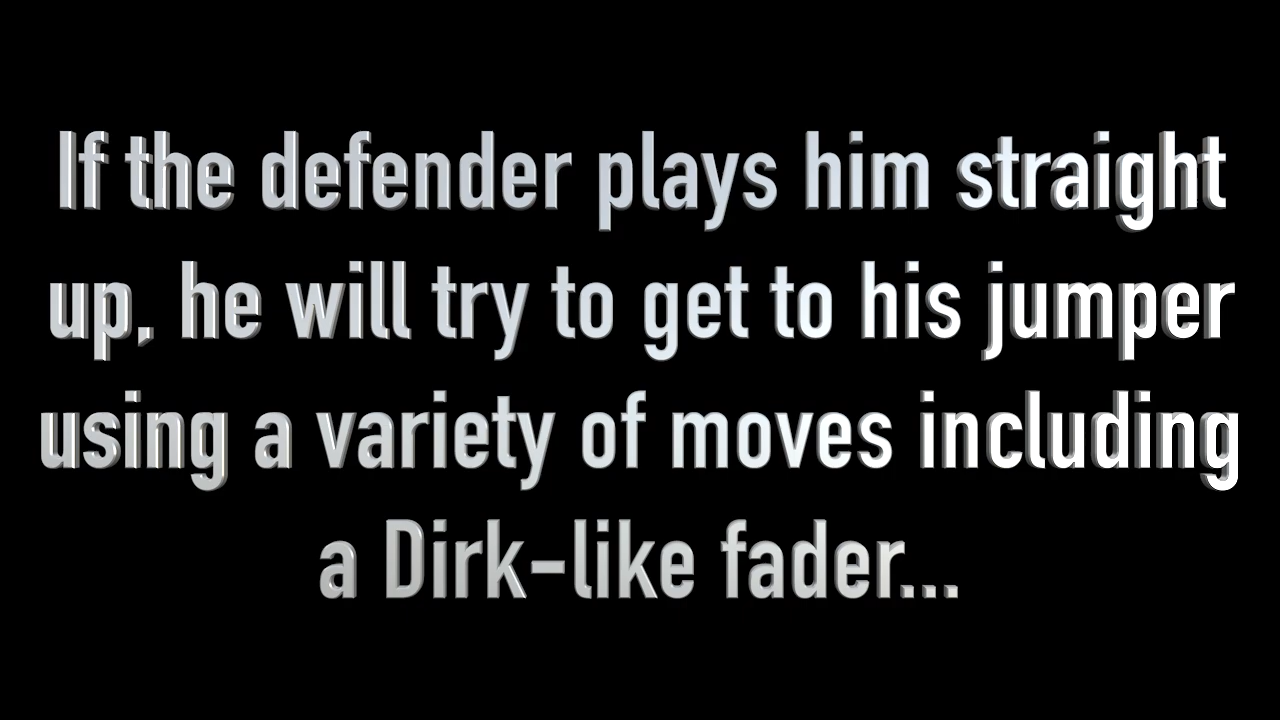 If the defender plays him straight
up, he will try to get to his jumper
using a variety of moves including
a Dirk-like fader...